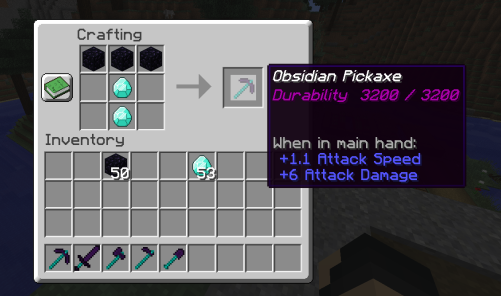 Crafting
Obsidian Pickaxe
Durability 3200 / 3200
When in main hand:
+1.1 Attack Speed
+6 Attack Damage
Inventory
50
53